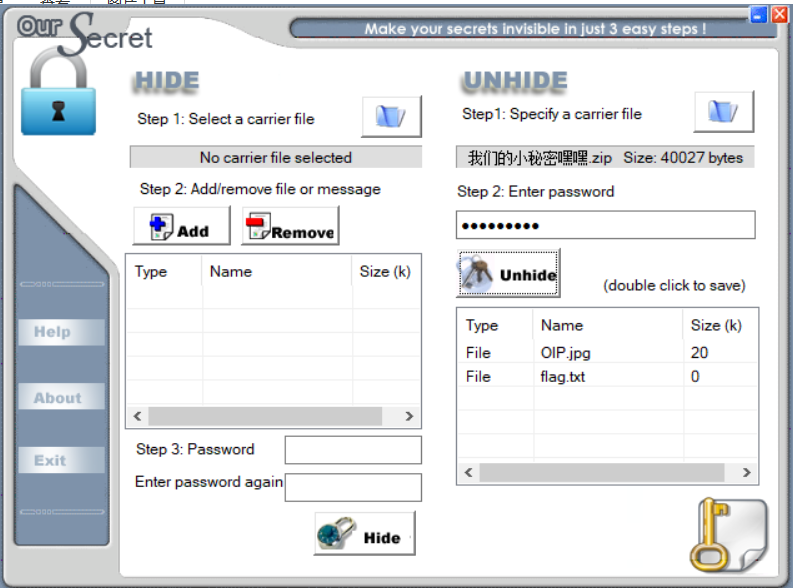 Our Secret
Make your secrets invisible in just 3 easy steps !
HIDE
Step 1: Select a carrier file
No carrier file selected
Step 2: Add/remove file or message
Add
Remove
Type Name Size (k)
Step 3: Password
Enter password again
Hide
UNHIDE
Step1: Specify a carrier file
我们的小秘密嘿嘿.zip Size: 40027 bytes
Step 2: Enter password
●●●●●●●●●
Unhide
(double click to save)
Type Name Size (k)
File OIP.jpg 20
File flag.txt 0
Help
About
Exit